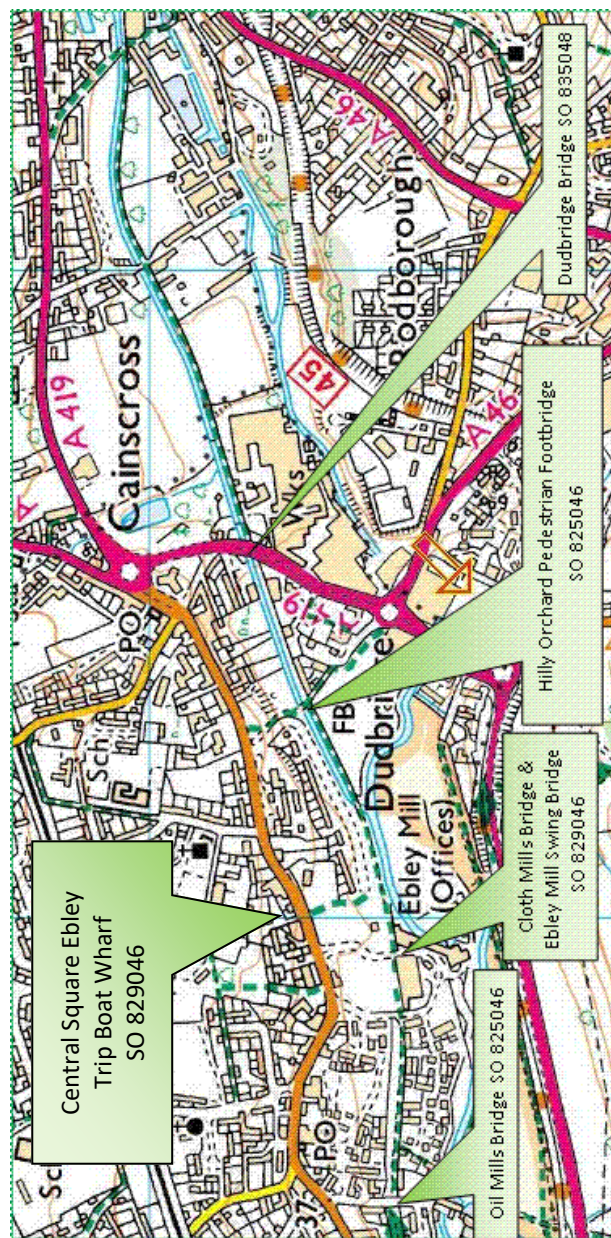 Central Square Ebley
Trip Boat Wharf
SO 829046
Oil Mills Bridge SO 825046
Cloth Mills Bridge &
Ebley Mill Swing Bridge
SO 829046
Hilly Orchard Pedestrian Footbridge
SO 825046
Dudbridge Bridge SO 835048
Sc
Sch
PO
PO
37
A
A 419
Cainscross
A 419
Wks
45
A 46
A 46
Rodborough
FB
Dudbridge
Ebley Mill
(Offices)